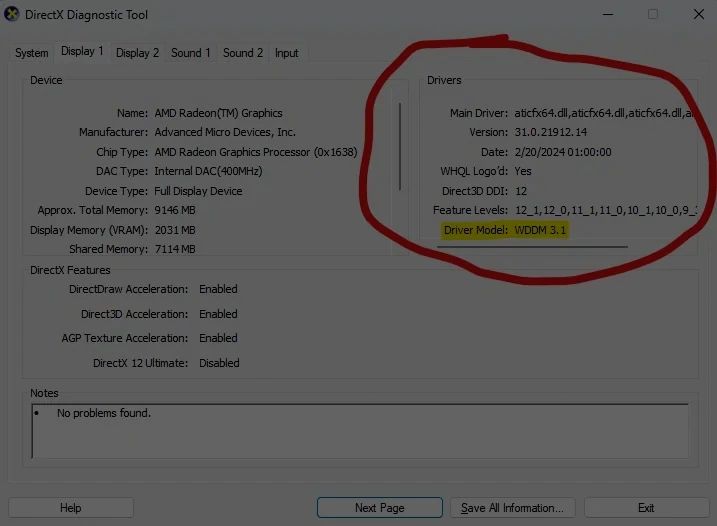 DirectX Diagnostic Tool
System Display 1 Display 2 Sound 1 Sound 2 Input
Device
Name: AMD Radeon(TM) Graphics
Manufacturer: Advanced Micro Devices, Inc.
Chip Type: AMD Radeon Graphics Processor (0x1638)
DAC Type: Internal DAC(400MHz)
Device Type: Full Display Device
Approx. Total Memory: 9146 MB
Display Memory (VRAM): 2031 MB
Shared Memory: 7114 MB
Drivers
Main Driver: aticfx64.dll,aticfx64.dll,aticfx64.dll,a
Version: 31.0.21912.14
Date: 2/20/2024 01:00:00
WHQL Logo'd: Yes
Direct3D DDI: 12
Feature Levels: 12_1,12_0,11_1,11_0,10_1,10_0,9_
Driver Model: WDDM 3.1
DirectX Features
DirectDraw Acceleration: Enabled
Direct3D Acceleration: Enabled
AGP Texture Acceleration: Enabled
DirectX 12 Ultimate: Disabled
Notes
• No problems found.
Help Next Page Save All Information... Exit